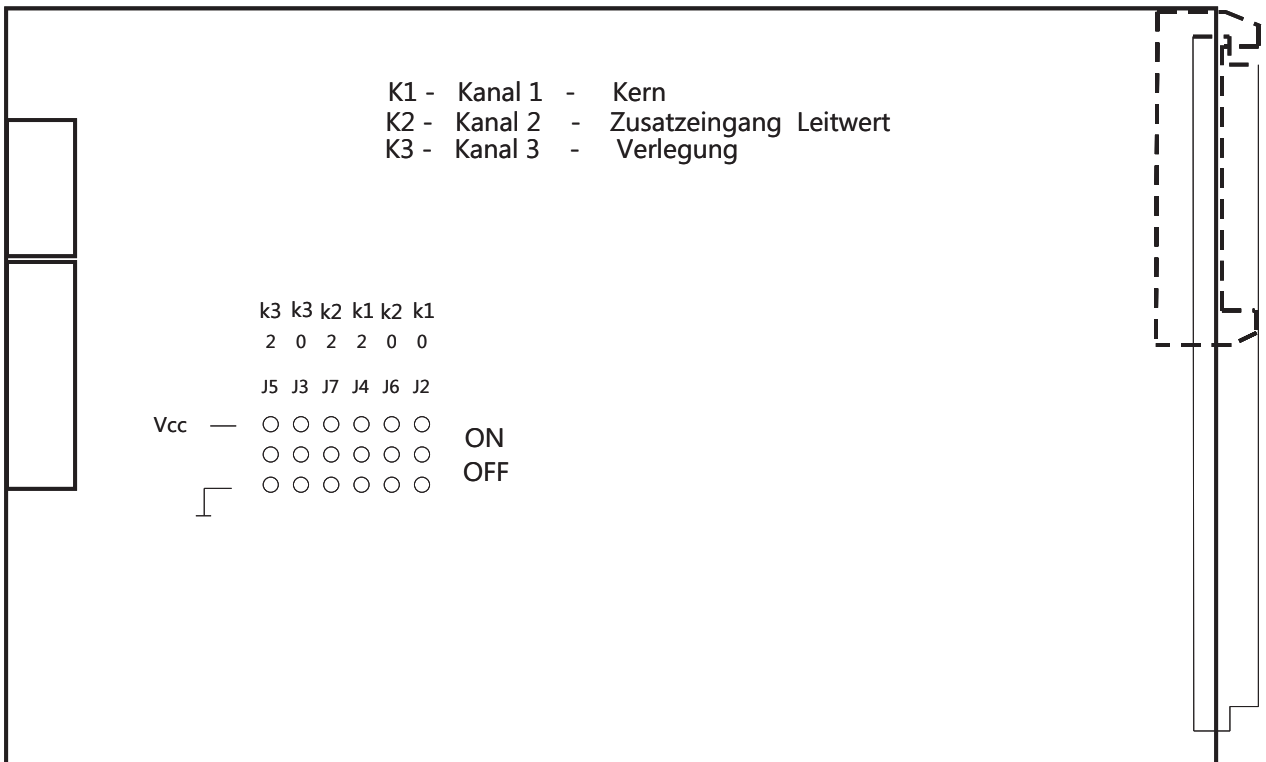 K1 - Kanal 1 - Kern
K2 - Kanal 2 - Zusatzeingang Leitwert
K3 - Kanal 3 - Verlegung
k3 k3 k2 k1 k2 k1
2 0 2 2 0 0
J5 J3 J7 J4 J6 J2
Vcc
ON
OFF